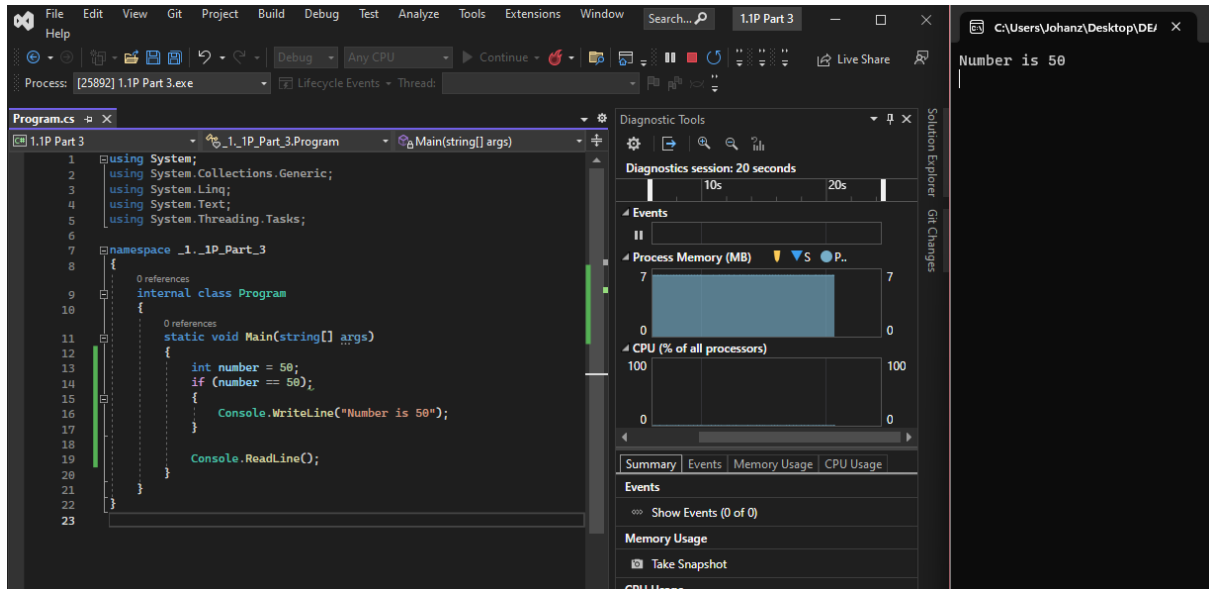 File Edit View Git Project Build Debug Test Analyze Tools Extensions Window Search... 1.1P Part 3
Help
Debug Any CPU Continue Live Share
Process: [25892] 1.1P Part 3.exe Lifecycle Events Thread:
Program.cs
1.1P Part 3 _1._1P_Part_3.Program Main(string[] args)
1 using System;
2 using System.Collections.Generic;
3 using System.Linq;
4 using System.Text;
5 using System.Threading.Tasks;
6
7 namespace _1._1P_Part_3
8 {
0 references
9 internal class Program
10 {
0 references
11 static void Main(string[] args)
12 {
13 int number = 50;
14 if (number == 50);
15 {
16 Console.WriteLine("Number is 50");
17 }
18
19 Console.ReadLine();
20 }
21 }
22 }
23
Diagnostic Tools
Diagnostics session: 20 seconds
10s 20s
Events
Process Memory (MB) S P..
7 7
0 0
CPU (% of all processors)
100 100
0 0
Summary Events Memory Usage CPU Usage
Events
Show Events (0 of 0)
Memory Usage
Take Snapshot
CPU Usage
Solution Explorer
Git Changes
C:\Users\Johanz\Desktop\DEA
Number is 50